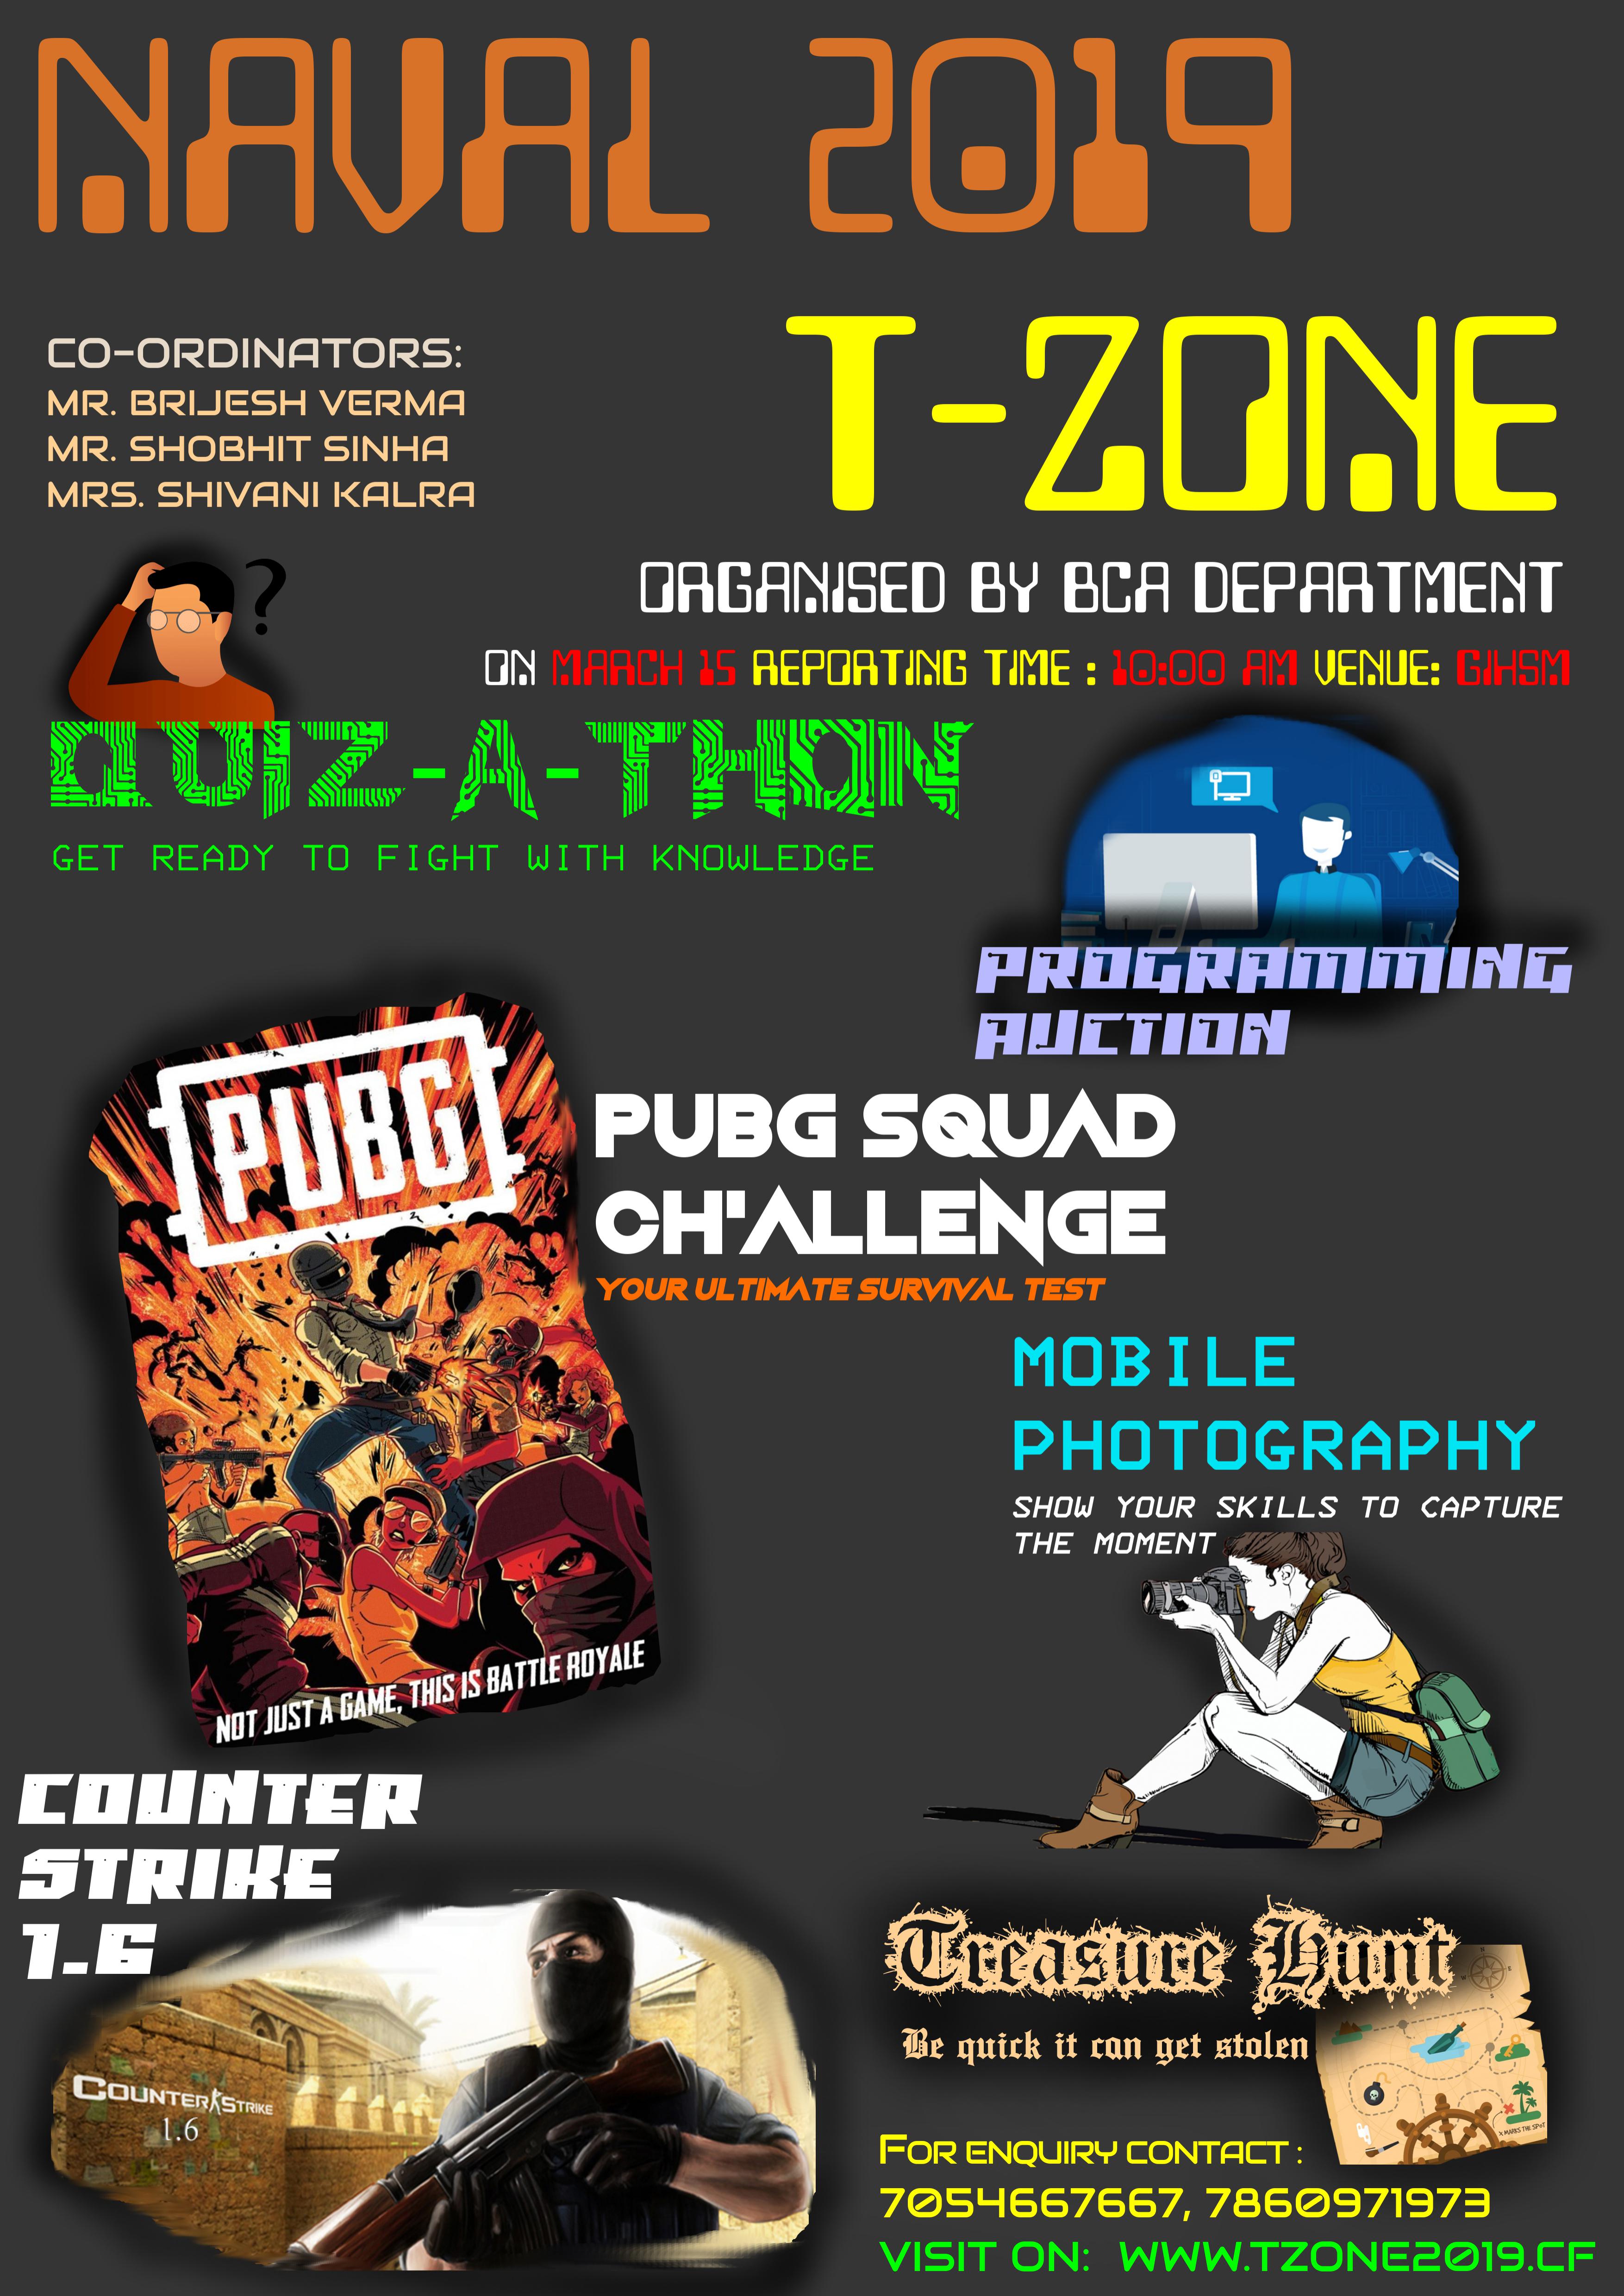 NAVAL 2019
T-ZONE
CO-ORDINATORS:
MR. BRIJESH VERMA
MR. SHOBHIT SINHA
MRS. SHIVANI KALRA
ORGANISED BY BCA DEPARTMENT
ON MARCH 15 REPORTING TIME : 10:00 AM VENUE: GIHSM
?
QUIZ-A-THON
GET READY TO FIGHT WITH KNOWLEDGE
PROGRAMMING
AUCTION
PUBG
NOT JUST A GAME, THIS IS BATTLE ROYALE
PUBG SQUAD
CH'ALLENGE
YOUR ULTIMATE SURVIVAL TEST
MOBILE
PHOTOGRAPHY
SHOW YOUR SKILLS TO CAPTURE
THE MOMENT
COUNTER
STRIKE
1.6
COUNTER STRIKE
1.6
Treasure Hunt
Be quick it can get stolen
X MARKS THE SPOT
FOR ENQUIRY CONTACT :
7054667667, 7860971973
VISIT ON: WWW.TZONE2019.CF